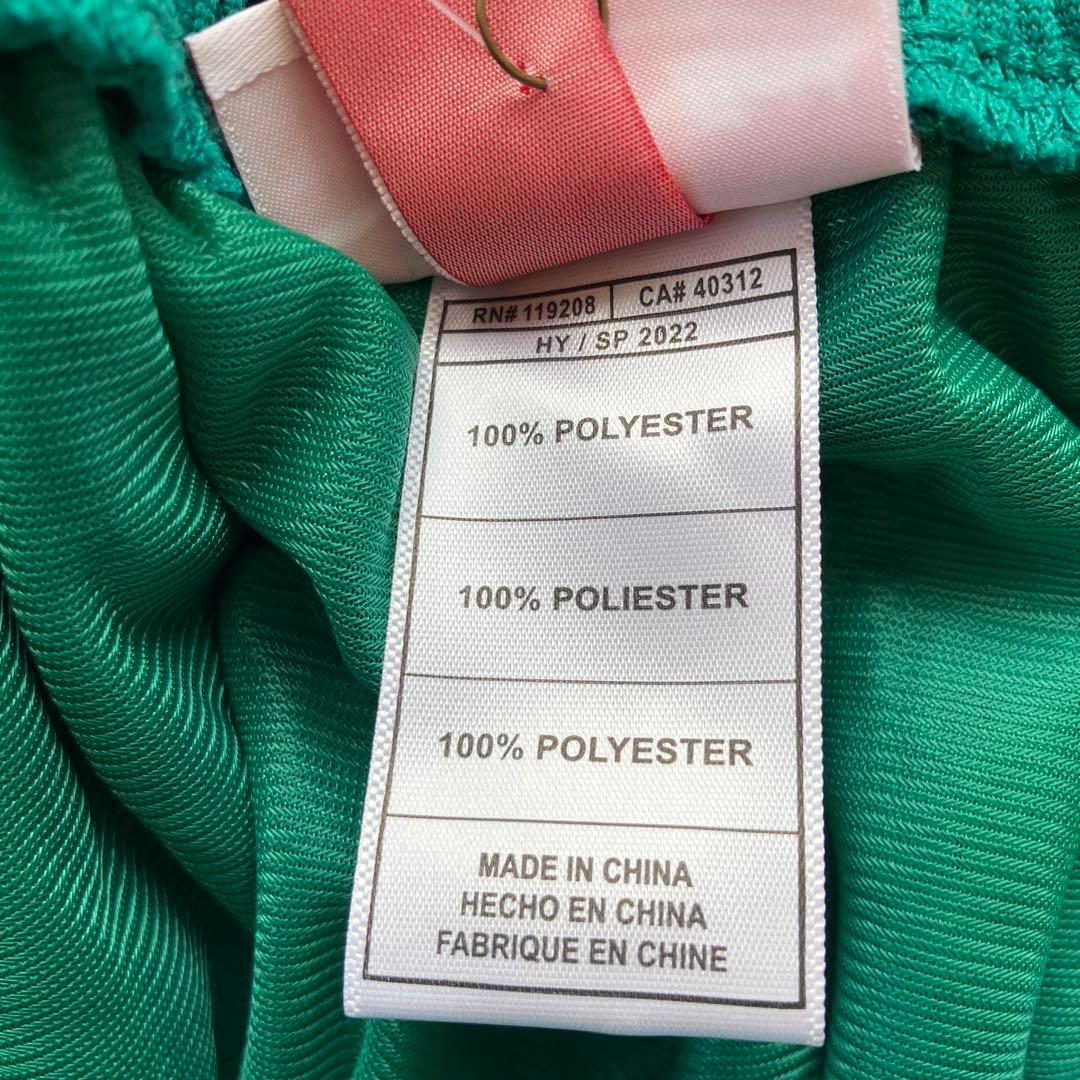 RN# 119208 CA# 40312
HY / SP 2022
100% POLYESTER
100% POLIESTER
100% POLYESTER
MADE IN CHINA
HECHO EN CHINA
FABRIQUE EN CHINE